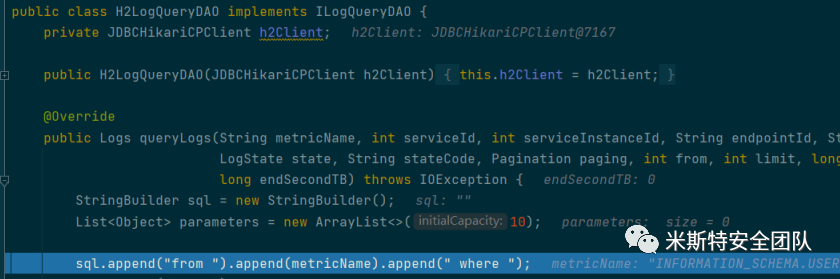 public class H2LogQueryDAO implements ILogQueryDAO {
private JDBCHikariCPClient h2Client; h2Client: JDBCHikariCPClient@7167
public H2LogQueryDAO(JDBCHikariCPClient h2Client) { this.h2Client = h2Client; }
@Override
public Logs queryLogs(String metricName, int serviceId, int serviceInstanceId, String endpointId, St
LogState state, String stateCode, Pagination paging, int from, int limit, long
long endSecondTB) throws IOException { endSecondTB: 0
StringBuilder sql = new StringBuilder(); sql: ""
List<Object> parameters = new ArrayList<>( initialCapacity: 10); parameters: size = 0
米斯特安全团队
sql.append("from ").append(metricName).append(" where "); metricName: "INFORMATION_SCHEMA.USER